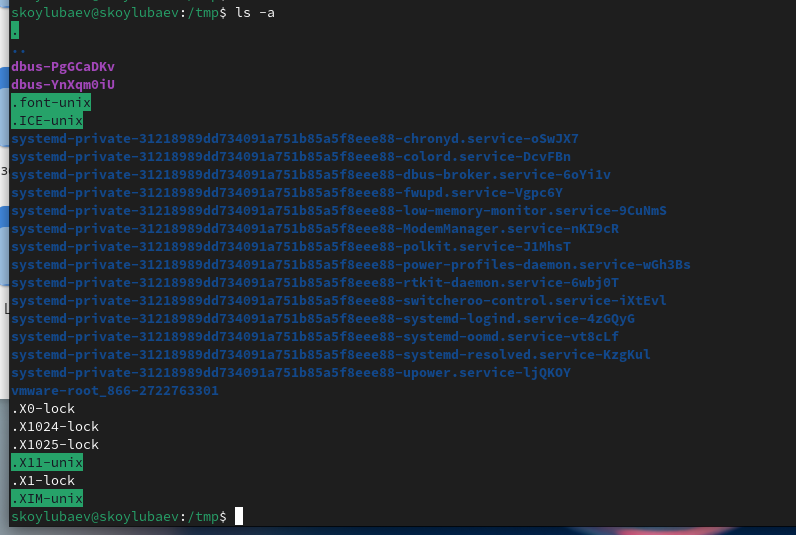 skoylubaev@skoylubaev:/tmp$ ls -a
.
..
dbus-PgGCaDKv
dbus-YnXqm0iU
.font-unix
.ICE-unix
systemd-private-31218989dd734091a751b85a5f8eee88-chronyd.service-oSwJX7
systemd-private-31218989dd734091a751b85a5f8eee88-colord.service-DcvFBn
systemd-private-31218989dd734091a751b85a5f8eee88-dbus-broker.service-6oYi1v
systemd-private-31218989dd734091a751b85a5f8eee88-fwupd.service-Vgpc6Y
systemd-private-31218989dd734091a751b85a5f8eee88-low-memory-monitor.service-9CuNmS
systemd-private-31218989dd734091a751b85a5f8eee88-ModemManager.service-nKI9cR
systemd-private-31218989dd734091a751b85a5f8eee88-polkit.service-J1MhsT
systemd-private-31218989dd734091a751b85a5f8eee88-power-profiles-daemon.service-wGh3Bs
systemd-private-31218989dd734091a751b85a5f8eee88-rtkit-daemon.service-6wbj0T
systemd-private-31218989dd734091a751b85a5f8eee88-switcheroo-control.service-iXtEvl
systemd-private-31218989dd734091a751b85a5f8eee88-systemd-logind.service-4zGQyG
systemd-private-31218989dd734091a751b85a5f8eee88-systemd-oomd.service-vt8cLf
systemd-private-31218989dd734091a751b85a5f8eee88-systemd-resolved.service-KzgKul
systemd-private-31218989dd734091a751b85a5f8eee88-upower.service-ljQKOY
vmware-root_866-2722763301
.X0-lock
.X1024-lock
.X1025-lock
.X11-unix
.X1-lock
.XIM-unix
skoylubaev@skoylubaev:/tmp$